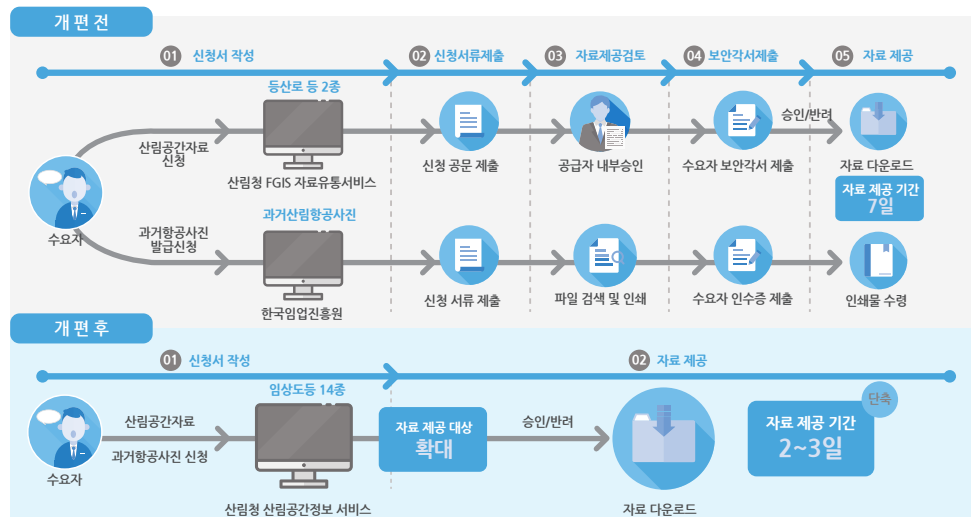 개편 전
01 신청서 작성
02 신청서류제출
03 자료제공검토
04 보안각서제출
05 자료 제공
등산로 등 2종
승인/반려
산림공간자료
신청
산림청 FGIS 자료유통서비스
신청 공문 제출
공급자 내부승인
수요자 보안각서 제출
자료 다운로드
자료 제공 기간
7일
수요자
과거산림항공사진
과거항공사진
발급신청
한국임업진흥원
신청 서류 제출
파일 검색 및 인쇄
수요자 인수증 제출
인쇄물 수령
개편 후
01 신청서 작성
02 자료 제공
임상도등 14종
산림공간자료
과거항공사진 신청
수요자
산림청 산림공간정보 서비스
자료 제공 대상
확대
승인/반려
자료 다운로드
단축
자료 제공 기간
2~3일